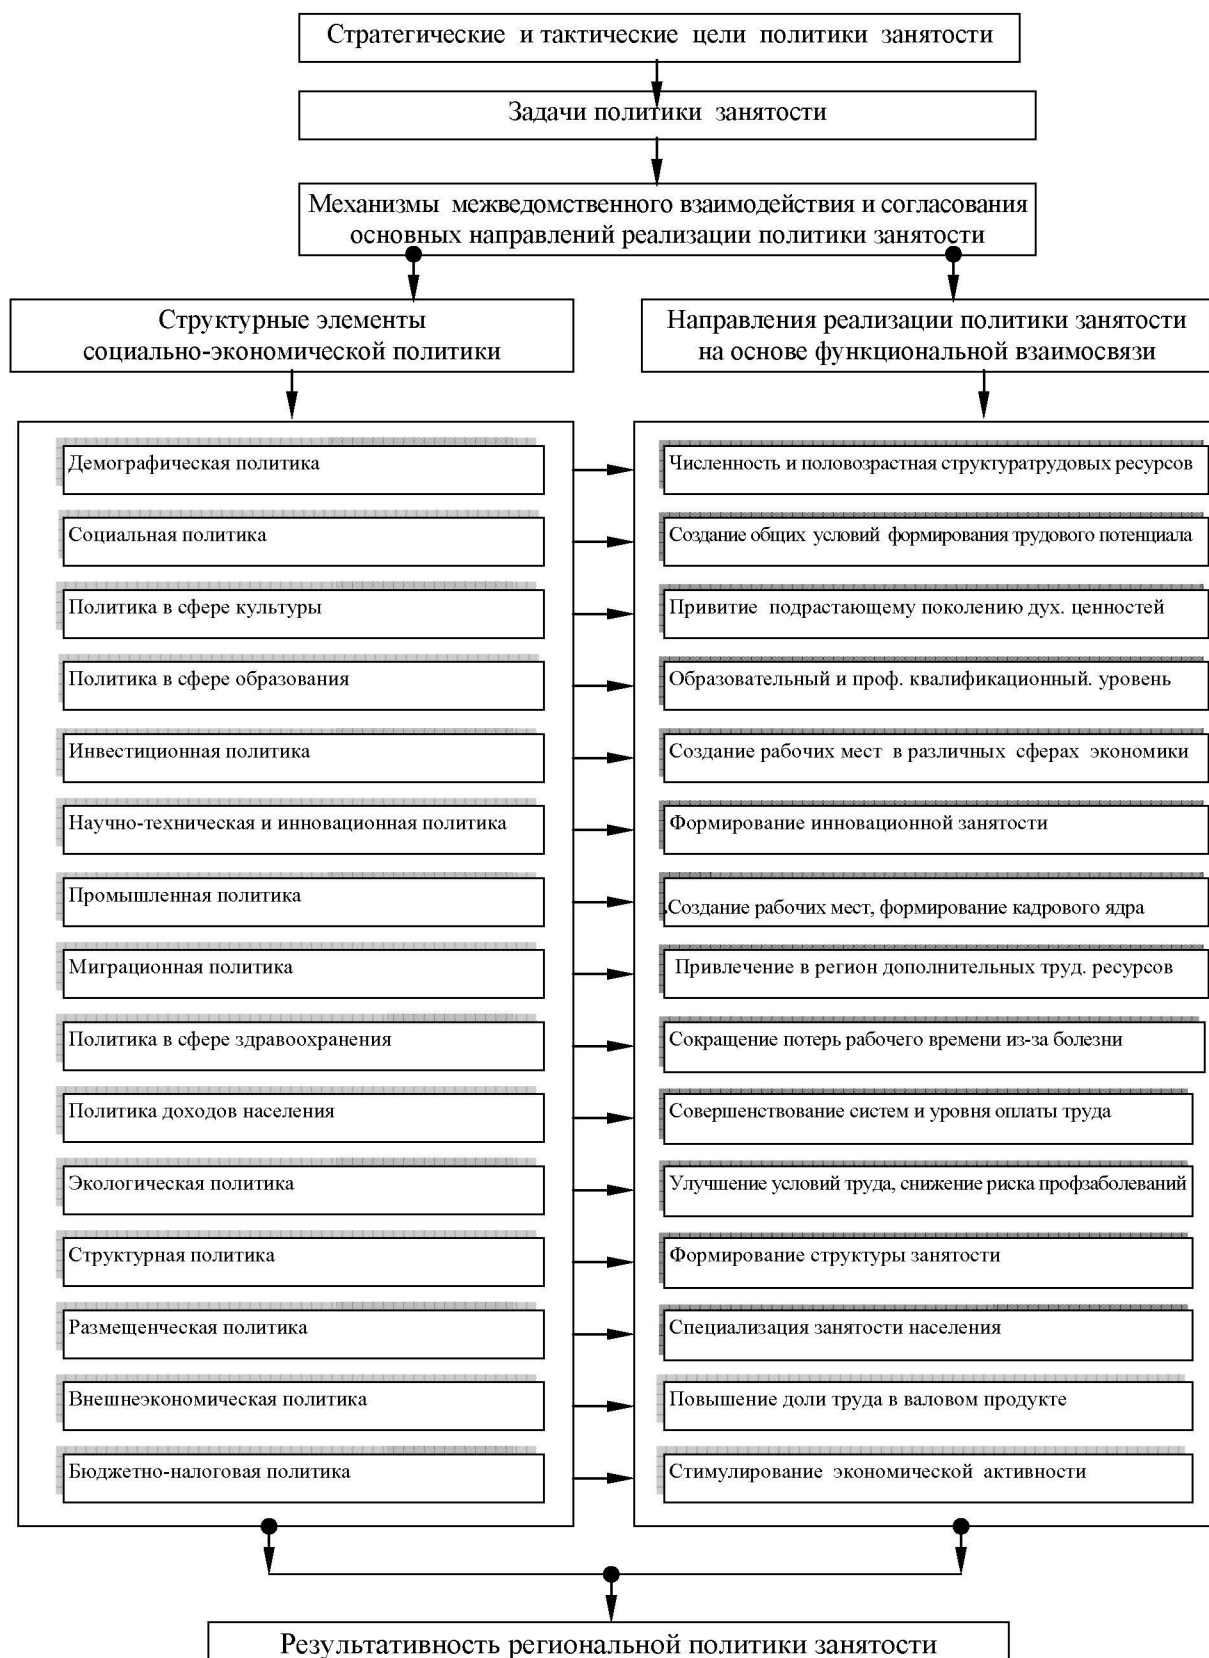 Стратегические и тактические цели политики занятости
Задачи политики занятости
Механизмы межведомственного взаимодействия и согласования
основных направлений реализации политики занятости
Структурные элементы
социально-экономической политики
Направления реализации политики занятости
на основе функциональной взаимосвязи
Демографическая политика
Численность и половозрастная структуратрудовых ресурсов
Социальная политика
Создание общих условий формирования трудового потенциала
Политика в сфере культуры
Привитие подрастающему поколению дух. ценностей
Политика в сфере образования
Образовательный и проф. квалификационный. уровень
Инвестиционная политика
Создание рабочих мест в различных сферах экономики
Научно-техническая и инновационная политика
Формирование инновационной занятости
Промышленная политика
.Создание рабочих мест, формирование кадрового ядра
Миграционная политика
Привлечение в регион дополнительных труд. ресурсов
Политика в сфере здравоохранения
Сокращение потерь рабочего времени из-за болезни
Политика доходов населения
Совершенствование систем и уровня оплаты труда
Экологическая политика
Улучшение условий труда, снижение риска профзаболеваний
Структурная политика
Формирование структуры занятости
Размещенческая политика
Специализация занятости населения
Внешнеэкономическая политика
Повышение доли труда в валовом продукте
Бюджетно-налоговая политика
Стимулирование экономической активности
Результативность региональной политики занятости